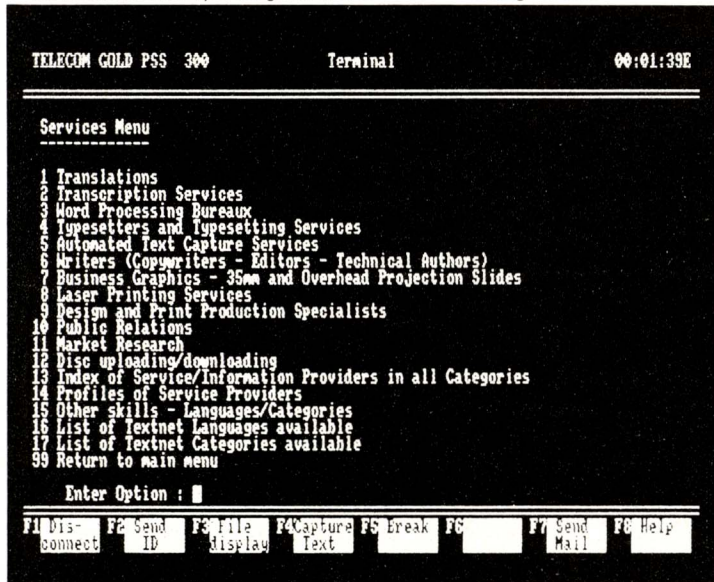 TELECOM GOLD PSS 300 Terminal 00:01:39E
Services Menu
-------------
1 Translations
2 Transcription Services
3 Word Processing Bureaux
4 Typesetters and Typesetting Services
5 Automated Text Capture Services
6 Writers (Copywriters - Editors - Technical Authors)
7 Business Graphics - 35mm and Overhead Projection Slides
8 Laser Printing Services
9 Design and Print Production Specialists
10 Public Relations
11 Market Research
12 Disc uploading/downloading
13 Index of Service/Information Providers in all Categories
14 Profiles of Service Providers
15 Other skills - Languages/Categories
16 List of Textnet Languages available
17 List of Textnet Categories available
99 Return to main menu
Enter Option :
F1 Dis- F2 Send F3 File F4 Capture F5 Break F6 F7 Send F8 Help
connect ID display Text Mail